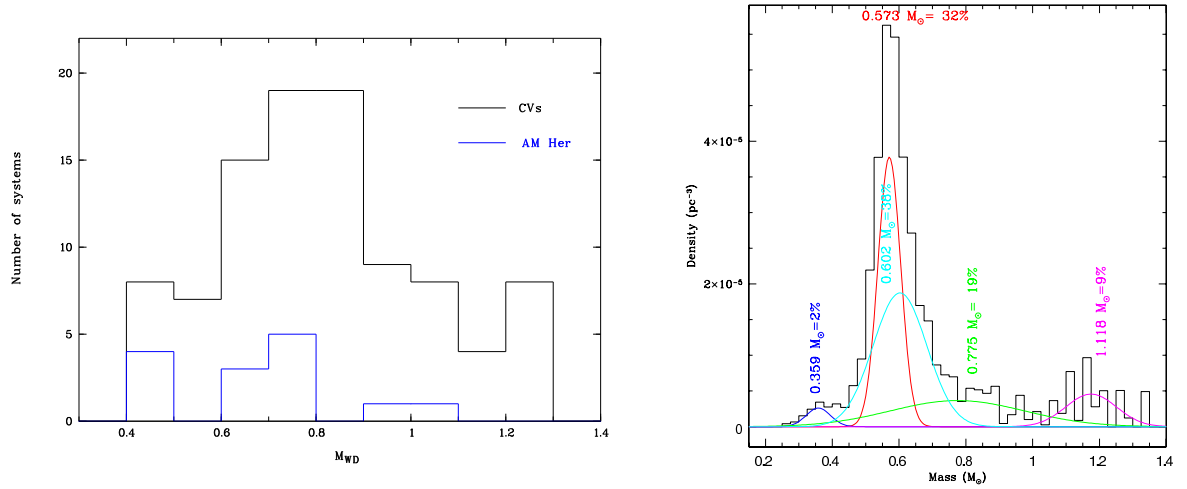 Number of systems
20
15
10
5
0
CVs
AM Her
0.4
0.6
0.8
1
1.2
1.4
M_WD
0.573 M_⊙= 32%
0.602 M_⊙=38%
0.359 M_⊙=2%
0.775 M_⊙= 19%
1.118 M_⊙=9%
Density (pc⁻³)
4×10⁻⁵
2×10⁻⁵
0
0.2
0.4
0.6
0.8
1
1.2
1.4
Mass (M_⊙)